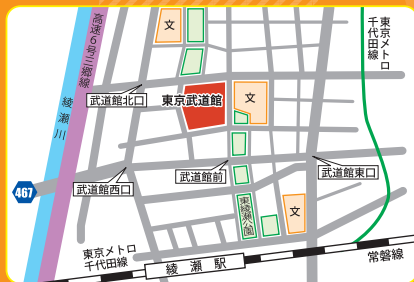 高速6号三郷線
綾瀬川
文
東京メトロ
千代田線
武道館北口
東京武道館
文
467
武道館西口
武道館前
武道館東口
東綾瀬公園
文
東京メトロ
千代田線
綾瀬駅
常磐線